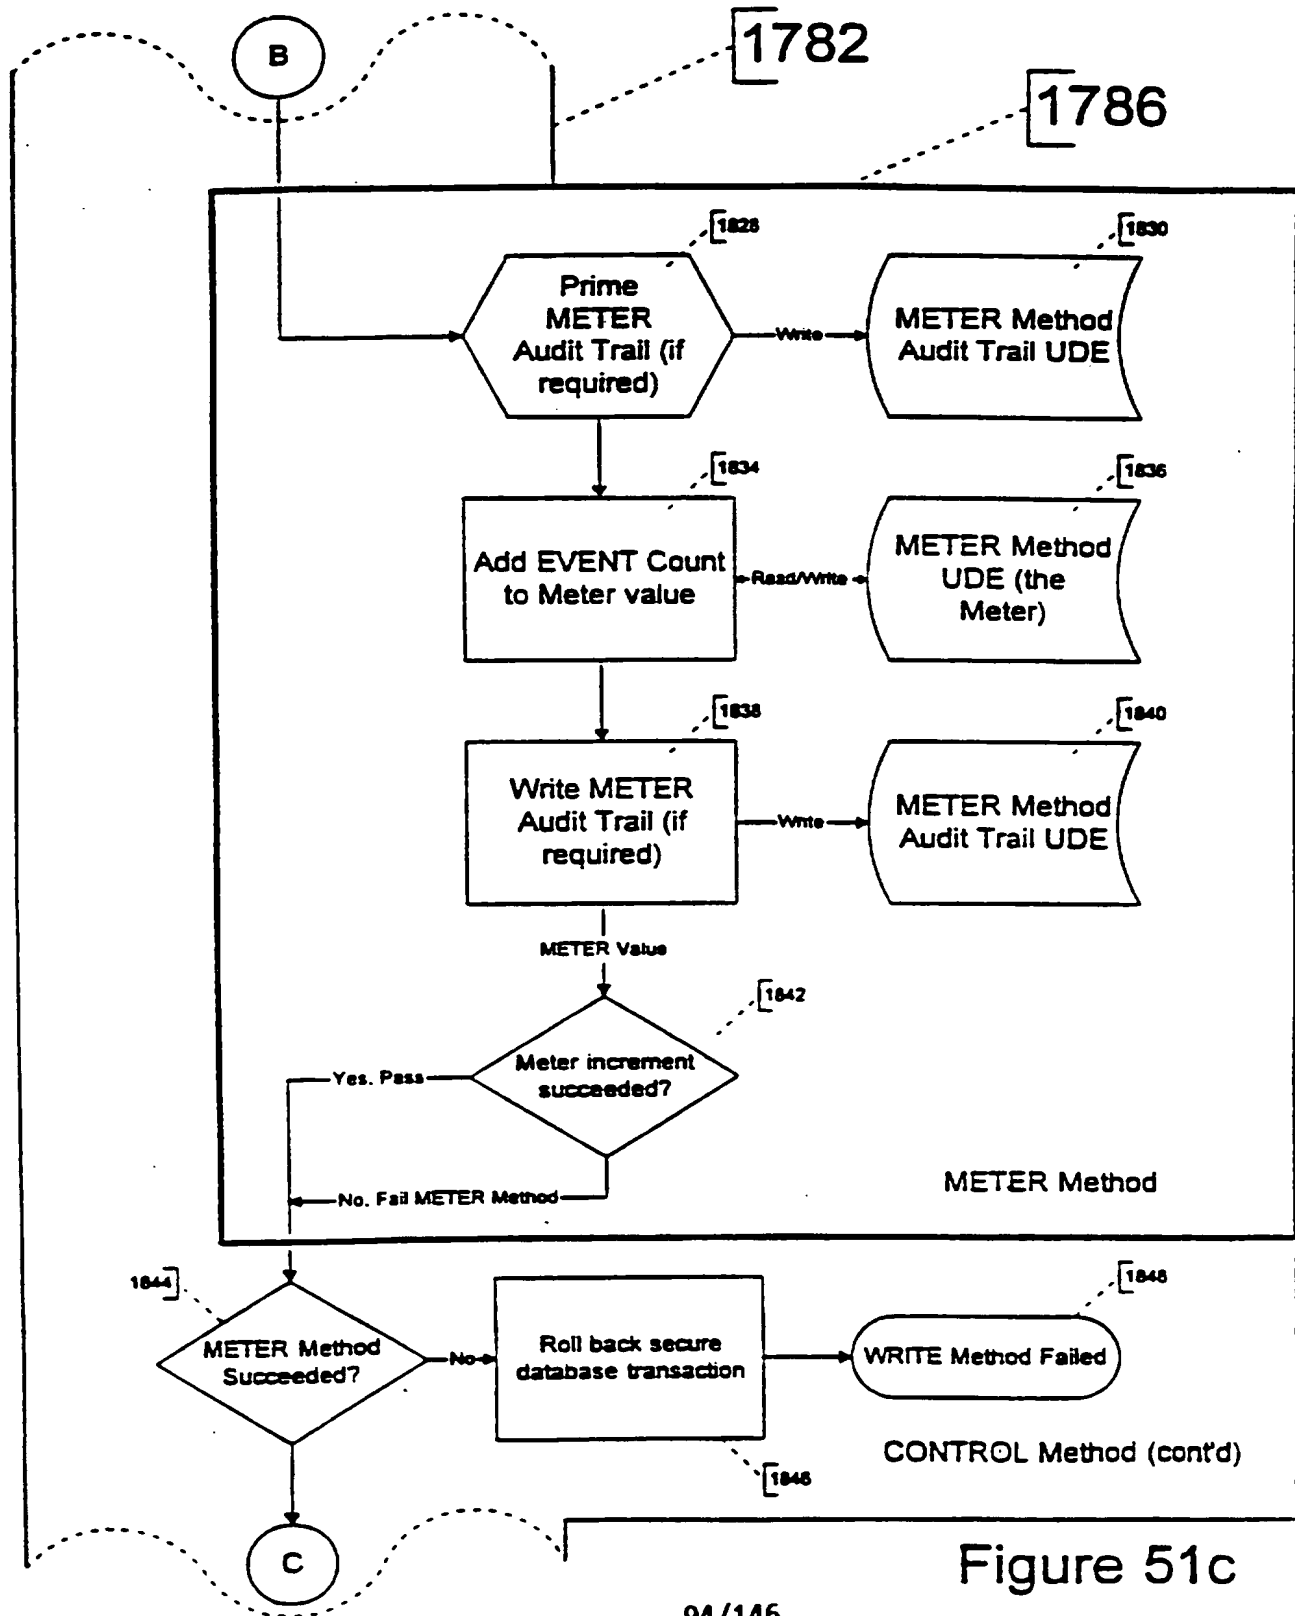 B
1782
1786
1828
1830
Prime
METER
Audit Trail (if
required)
Write
METER Method
Audit Trail UDE
1834
1836
Add EVENT Count
to Meter value
Read/Write
METER Method
UDE (the
Meter)
1838
1840
Write METER
Audit Trail (if
required)
Write
METER Method
Audit Trail UDE
METER Value
1842
Meter increment
succeeded?
Yes. Pass
No. Fail METER Method
METER Method
1844
1848
METER Method
Succeeded?
No
Roll back secure
database transaction
WRITE Method Failed
1846
CONTROL Method (cont'd)
C
Figure 51c
94/146